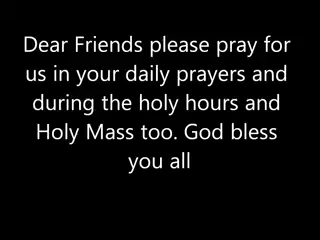 Dear Friends please pray for
us in your daily prayers and
during the holy hours and
Holy Mass too. God bless
you all